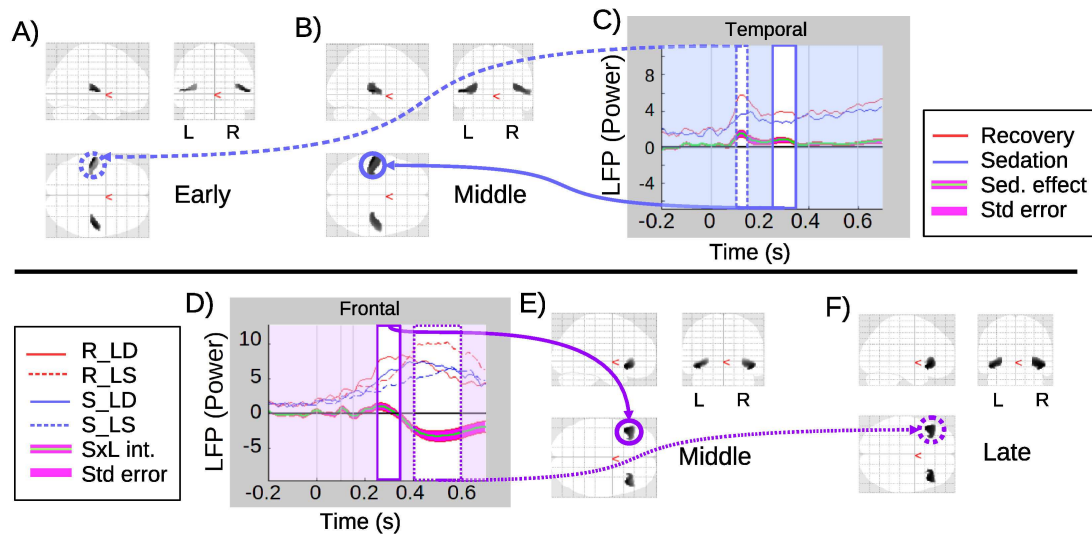 A)
B)
C)
Temporal
L R
L R
Early
Middle
LFP (Power)
8
4
0
-4
-6
-0.2 0 0.2 0.4 0.6
Time (s)
Recovery
Sedation
Sed. effect
Std error
D)
E)
F)
R_LD
R_LS
S_LD
S_LS
SxL int.
Std error
Frontal
LFP (Power)
10
5
0
-5
-0.2 0 0.2 0.4 0.6
Time (s)
L R
L R
Middle
Late